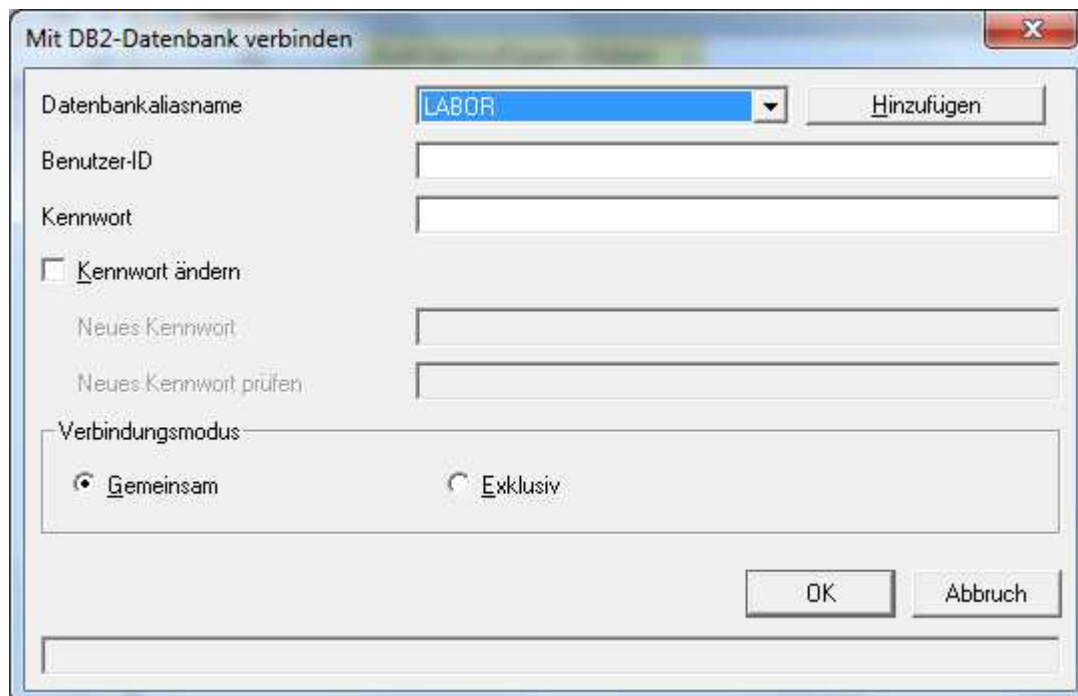 Mit DB2-Datenbank verbinden
Datenbankaliasname LABOR Hinzufügen
Benutzer-ID
Kennwort
Kennwort ändern
Neues Kennwort
Neues Kennwort prüfen
Verbindungsmodus
Gemeinsam Exklusiv
OK Abbruch